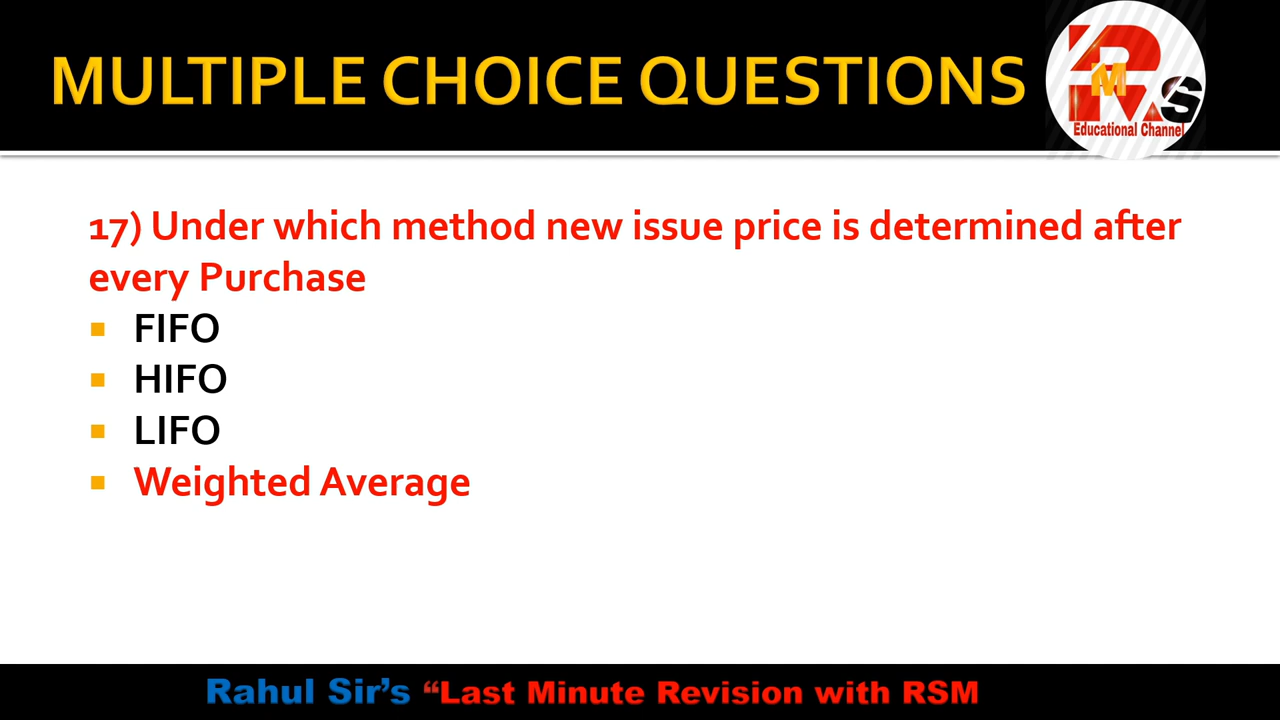 MULTIPLE CHOICE QUESTIONS
RMS
Educational Channel
17) Under which method new issue price is determined after
every Purchase
FIFO
HIFO
LIFO
Weighted Average
Rahul Sir's “Last Minute Revision with RSM